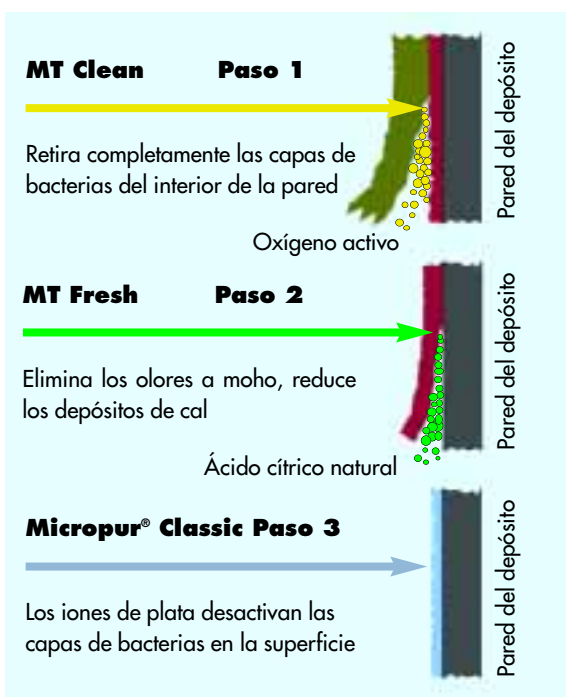 MT Clean Paso 1
Pared del depósito
Retira completamente las capas de
bacterias del interior de la pared
Oxígeno activo
MT Fresh Paso 2
Pared del depósito
Elimina los olores a moho, reduce
los depósitos de cal
Ácido cítrico natural
Micropur® Classic Paso 3
Pared del depósito
Los iones de plata desactivan las
capas de bacterias en la superficie